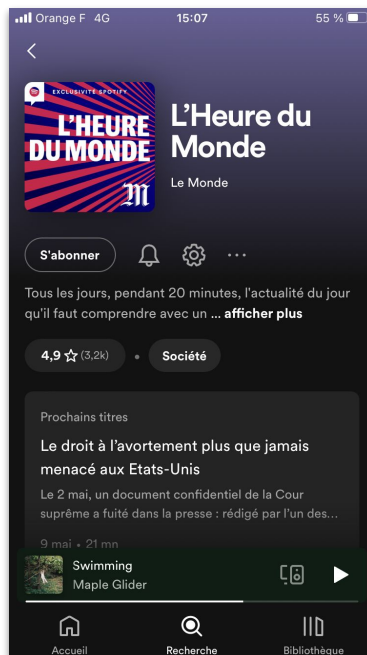 Orange F 4G 15:07 55 %
EXCLUSIVITÉ SPOTIFY
L'HEURE
DU MONDE
M
L'Heure du
Monde
Le Monde
S'abonner
Tous les jours, pendant 20 minutes, l'actualité du jour
qu'il faut comprendre avec un ... afficher plus
4,9 (3,2k) • Société
Prochains titres
Le droit à l'avortement plus que jamais
menacé aux Etats-Unis
Le 2 mai, un document confidentiel de la Cour
suprême a fuité dans la presse : rédigé par l'un des...
9 mai • 21 mn
Swimming
Maple Glider
Accueil Recherche Bibliothèque